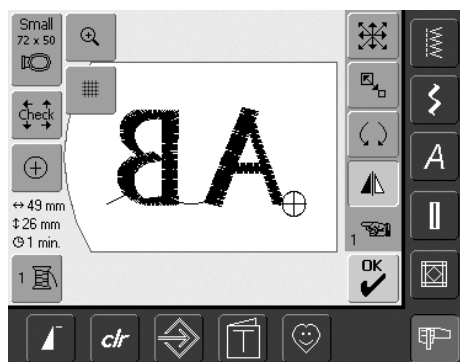 Small
72 x 50
Check
↔ 49 mm
↕ 26 mm
1 min.
1
BA
1
OK
A
clr